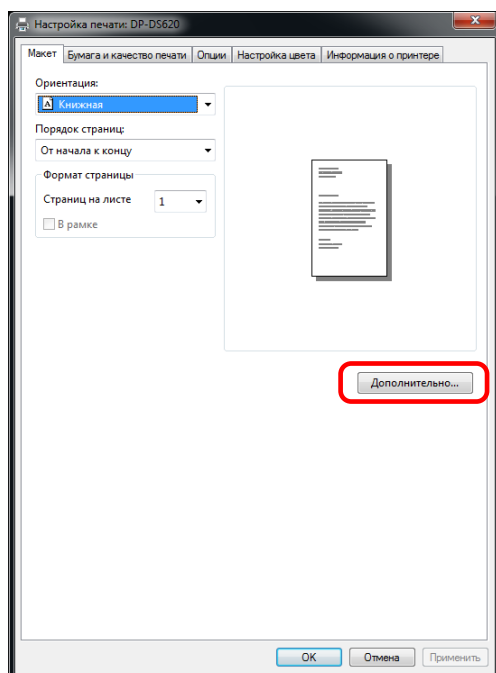 Настройка печати: DP-DS620
Макет Бумага и качество печати Опции Настройка цвета Информация о принтере
Ориентация:
A Книжная
Порядок страниц:
От начала к концу
Формат страницы
Страниц на листе 1
В рамке
Дополнительно...
OK Отмена Применить